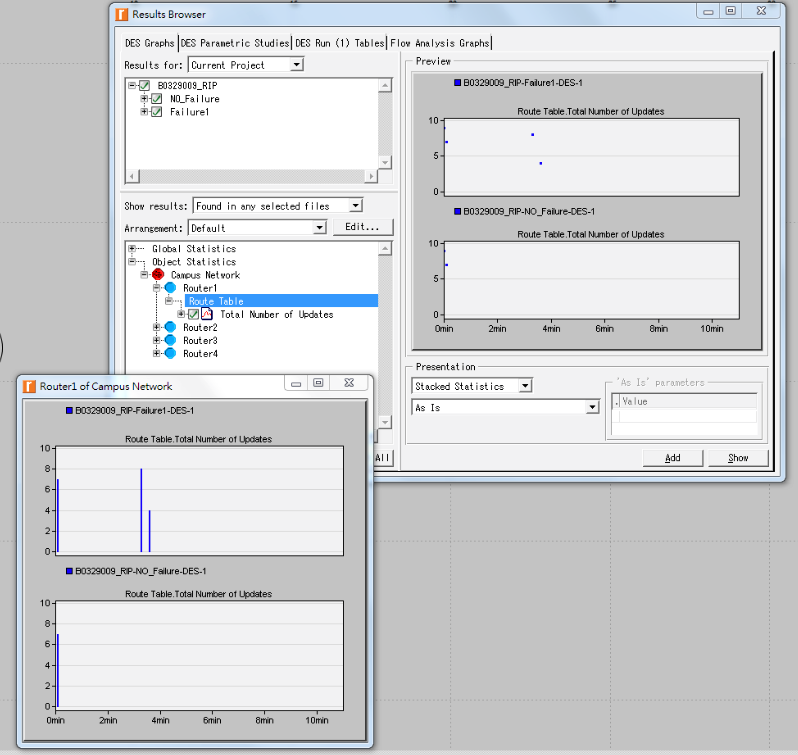 Results Browser
DES Graphs DES Parametric Studies DES Run (1) Tables Flow Analysis Graphs
Results for: Current Project
B0329009_RIP
NO_Failure
Failure1
Show results: Found in any selected files
Arrangement: Default Edit...
Global Statistics
Object Statistics
Campus Network
Router1
Route Table
Total Number of Updates
Router2
Router3
Router4
All
Preview
B0329009_RIP-Failure1-DES-1
Route Table.Total Number of Updates
10
5
0
B0329009_RIP-NO_Failure-DES-1
Route Table.Total Number of Updates
10
5
0
0min 2min 4min 6min 8min 10min
Presentation
Stacked Statistics
As Is
'As Is' parameters
Value
Add Show
Router1 of Campus Network
B0329009_RIP-Failure1-DES-1
Route Table.Total Number of Updates
10
8
6
4
2
0
B0329009_RIP-NO_Failure-DES-1
Route Table.Total Number of Updates
10
8
6
4
2
0
0min 2min 4min 6min 8min 10min